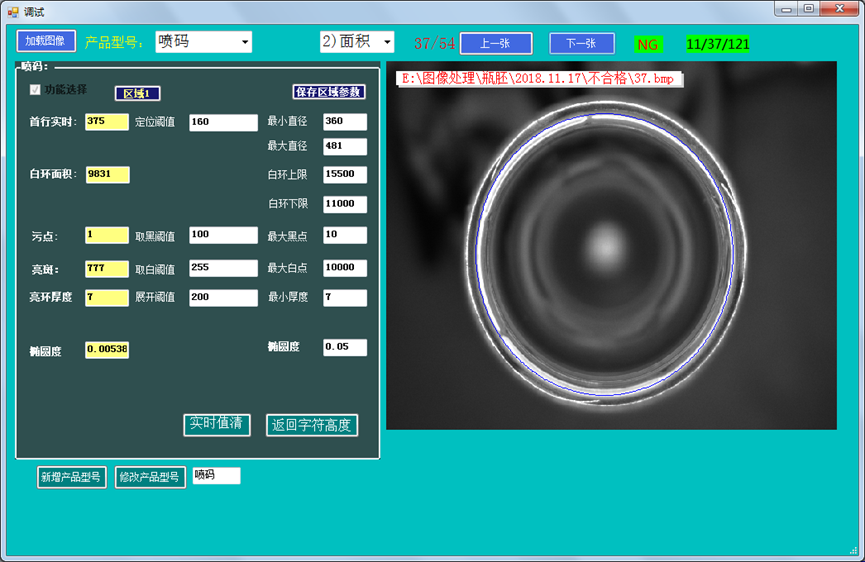 调试
加载图像 产品型号: 喷码 2)面积 37/54 上一张 下一张 NG 11/37/121
喷码:
功能选择 区域1 保存区域参数
首行实时: 375 定位阈值 160 最小直径 360
最大直径 481
白环面积: 9831 白环上限 15500
白环下限 11000
污点: 1 取黑阈值 100 最大黑点 10
亮斑: 777 取白阈值 255 最大白点 10000
亮环厚度 7 展开阈值 200 最小厚度 7
椭圆度 0.00538 椭圆度 0.05
实时值清 返回字符高度
新增产品型号 修改产品型号 喷码
E:\图像处理\瓶胚\2018.11.17\不合格\37.bmp